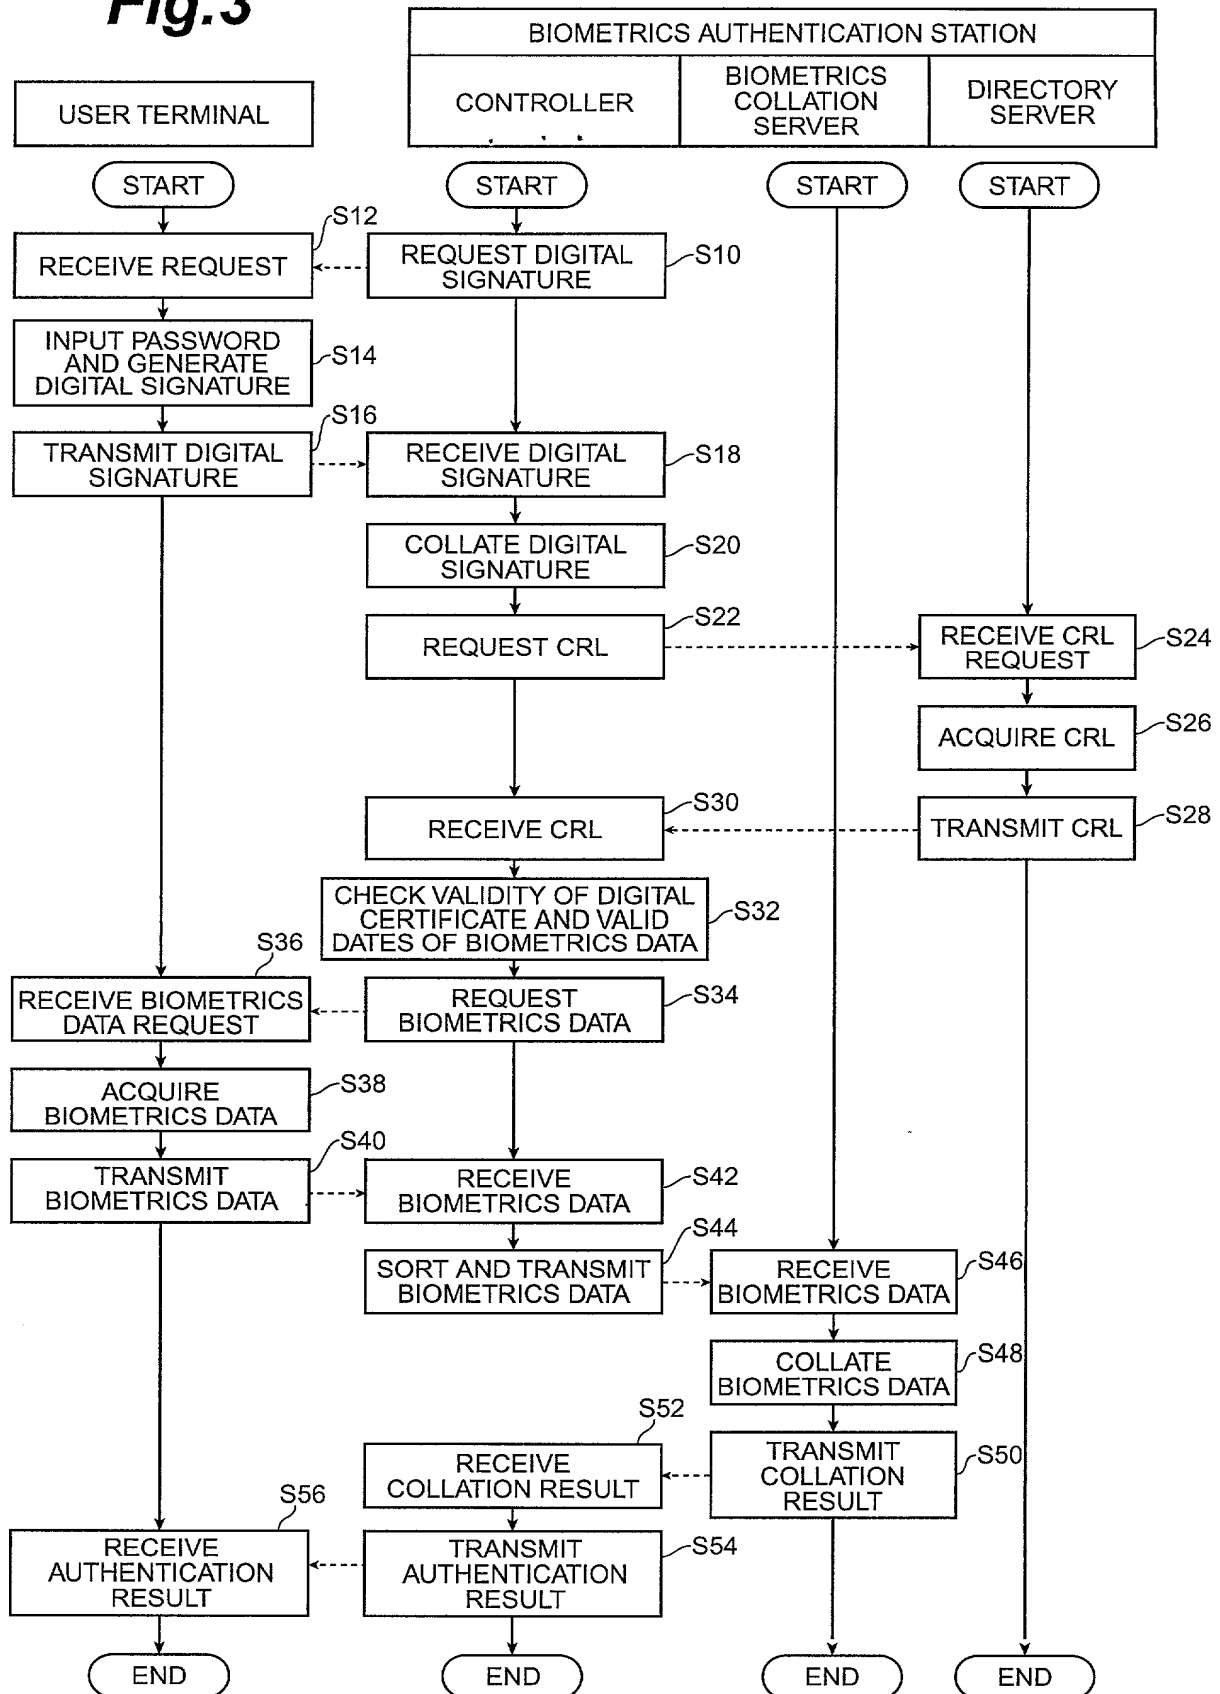 Fig.3
BIOMETRICS AUTHENTICATION STATION
USER TERMINAL
CONTROLLER
BIOMETRICS
COLLATION
SERVER
DIRECTORY
SERVER
START
START
START
START
S12
RECEIVE REQUEST
REQUEST DIGITAL
SIGNATURE
S10
INPUT PASSWORD
AND GENERATE
DIGITAL SIGNATURE
S14
S16
TRANSMIT DIGITAL
SIGNATURE
RECEIVE DIGITAL
SIGNATURE
S18
COLLATE DIGITAL
SIGNATURE
S20
REQUEST CRL
S22
RECEIVE CRL
REQUEST
S24
ACQUIRE CRL
S26
RECEIVE CRL
S30
TRANSMIT CRL
S28
CHECK VALIDITY OF DIGITAL
CERTIFICATE AND VALID
DATES OF BIOMETRICS DATA
S32
S36
RECEIVE BIOMETRICS
DATA REQUEST
REQUEST
BIOMETRICS DATA
S34
ACQUIRE
BIOMETRICS DATA
S38
TRANSMIT
BIOMETRICS DATA
S40
RECEIVE
BIOMETRICS DATA
S42
SORT AND TRANSMIT
BIOMETRICS DATA
S44
RECEIVE
BIOMETRICS DATA
S46
COLLATE
BIOMETRICS DATA
S48
S52
RECEIVE
COLLATION RESULT
TRANSMIT
COLLATION
RESULT
S50
S56
RECEIVE
AUTHENTICATION
RESULT
TRANSMIT
AUTHENTICATION
RESULT
S54
END
END
END
END